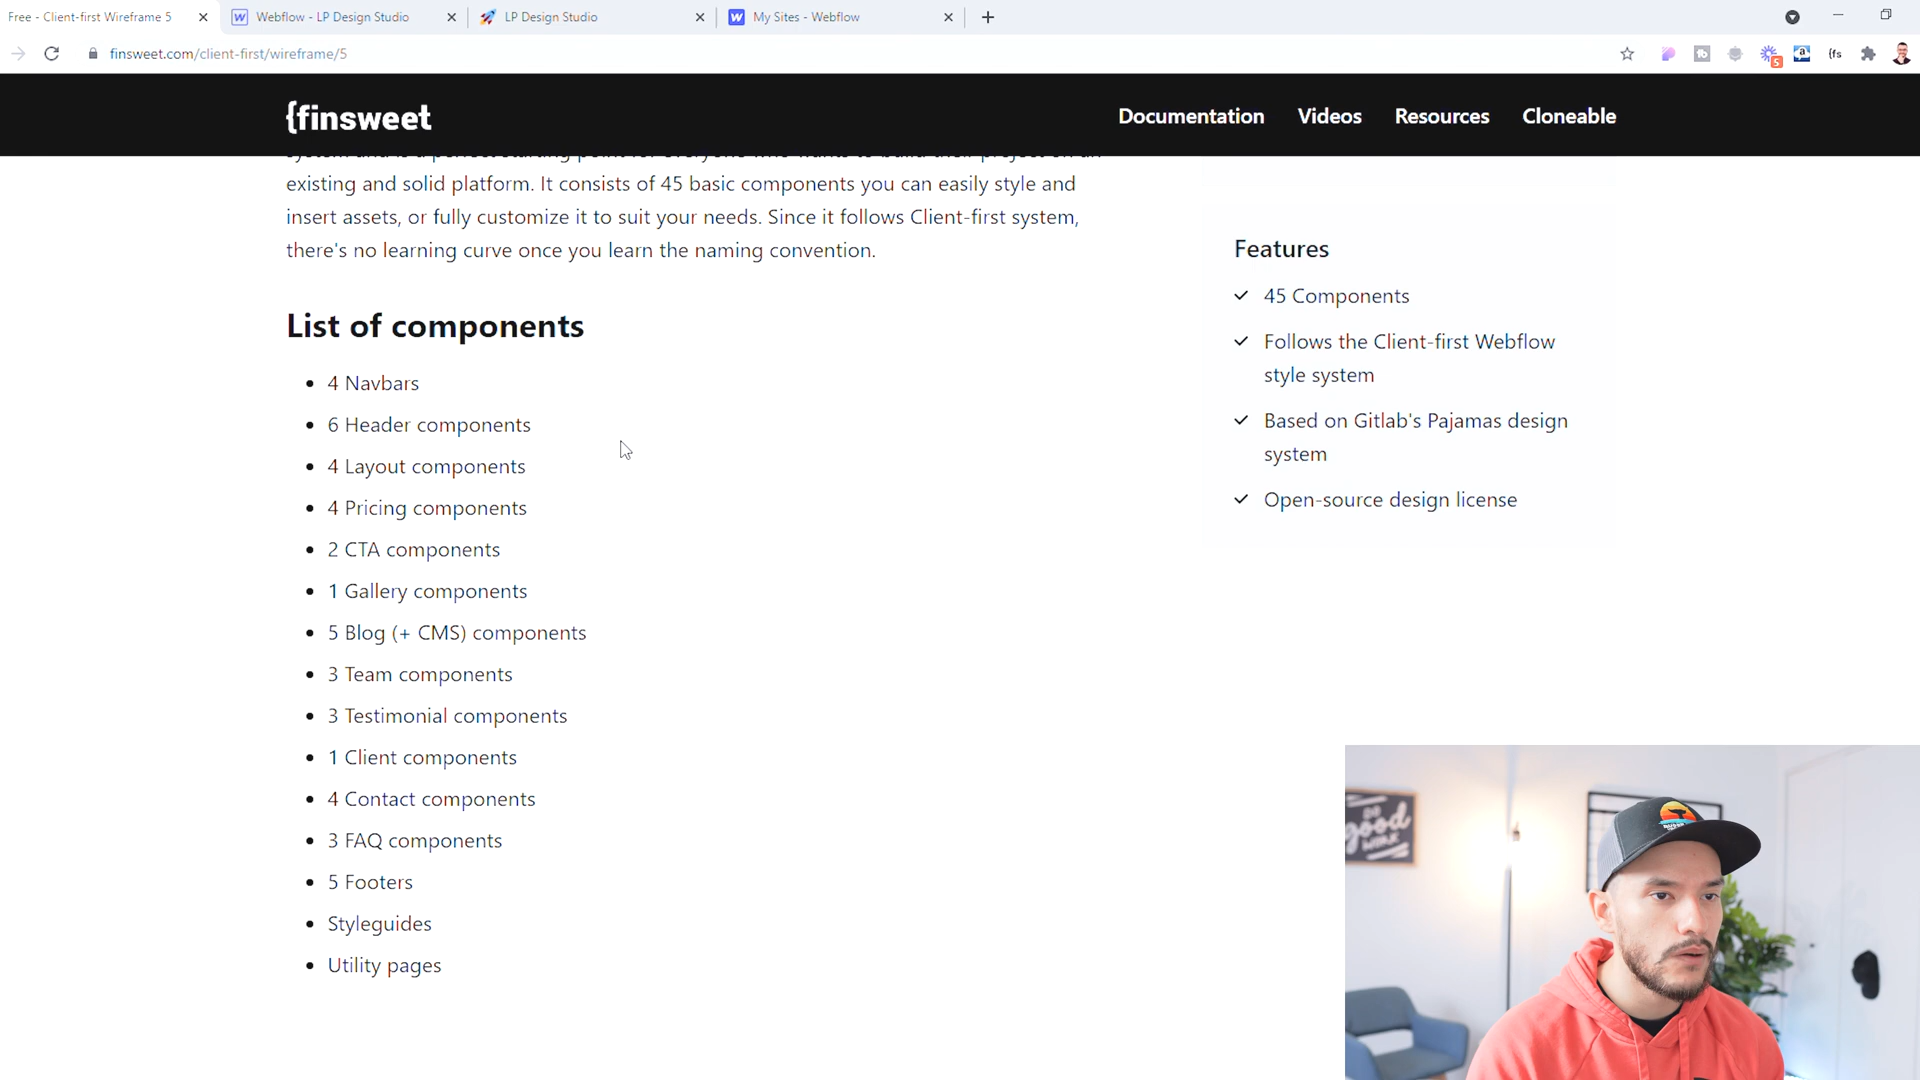 Free - Client-first Wireframe 5
Webflow - LP Design Studio
LP Design Studio
My Sites - Webflow
finsweet.com/client-first/wireframe/5
5
{fs
{finsweet
Documentation
Videos
Resources
Cloneable
existing and solid platform. It consists of 45 basic components you can easily style and
insert assets, or fully customize it to suit your needs. Since it follows Client-first system,
there's no learning curve once you learn the naming convention.
List of components
4 Navbars
6 Header components
4 Layout components
4 Pricing components
2 CTA components
1 Gallery components
5 Blog (+ CMS) components
3 Team components
3 Testimonial components
1 Client components
4 Contact components
3 FAQ components
5 Footers
Styleguides
Utility pages
Features
45 Components
Follows the Client-first Webflow
style system
Based on Gitlab's Pajamas design
system
Open-source design license
good